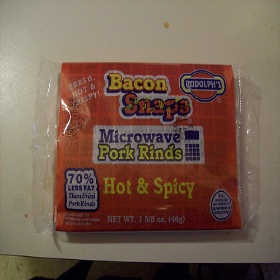 FRESH,
HOT &
CRISPY!
Bacon
Snaps
RUDOLPH'S
Microwave
Pork Rinds
70%
LESS FAT
Than Fried
Pork Rinds
Hot & Spicy
NET WT. 1 5/8 oz. (46g)